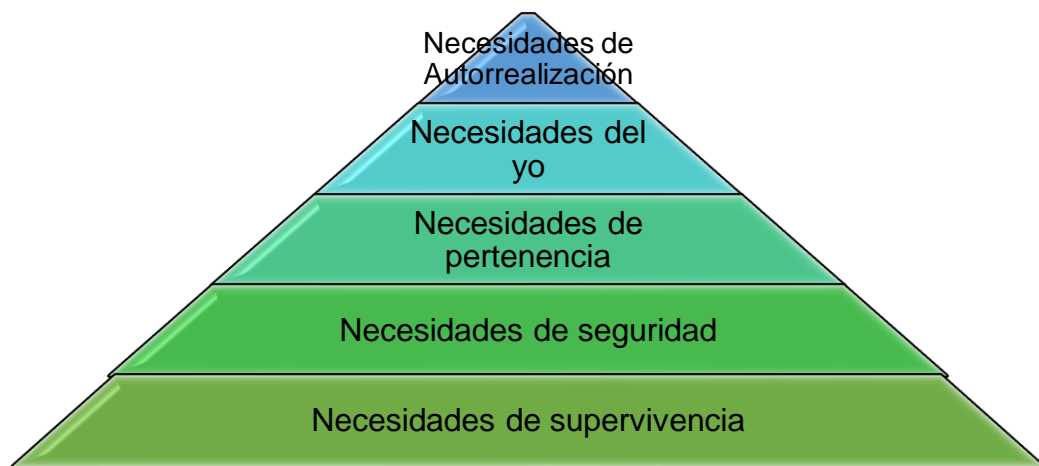 Necesidades de
Autorrealización
Necesidades del
yo
Necesidades de
pertenencia
Necesidades de seguridad
Necesidades de supervivencia